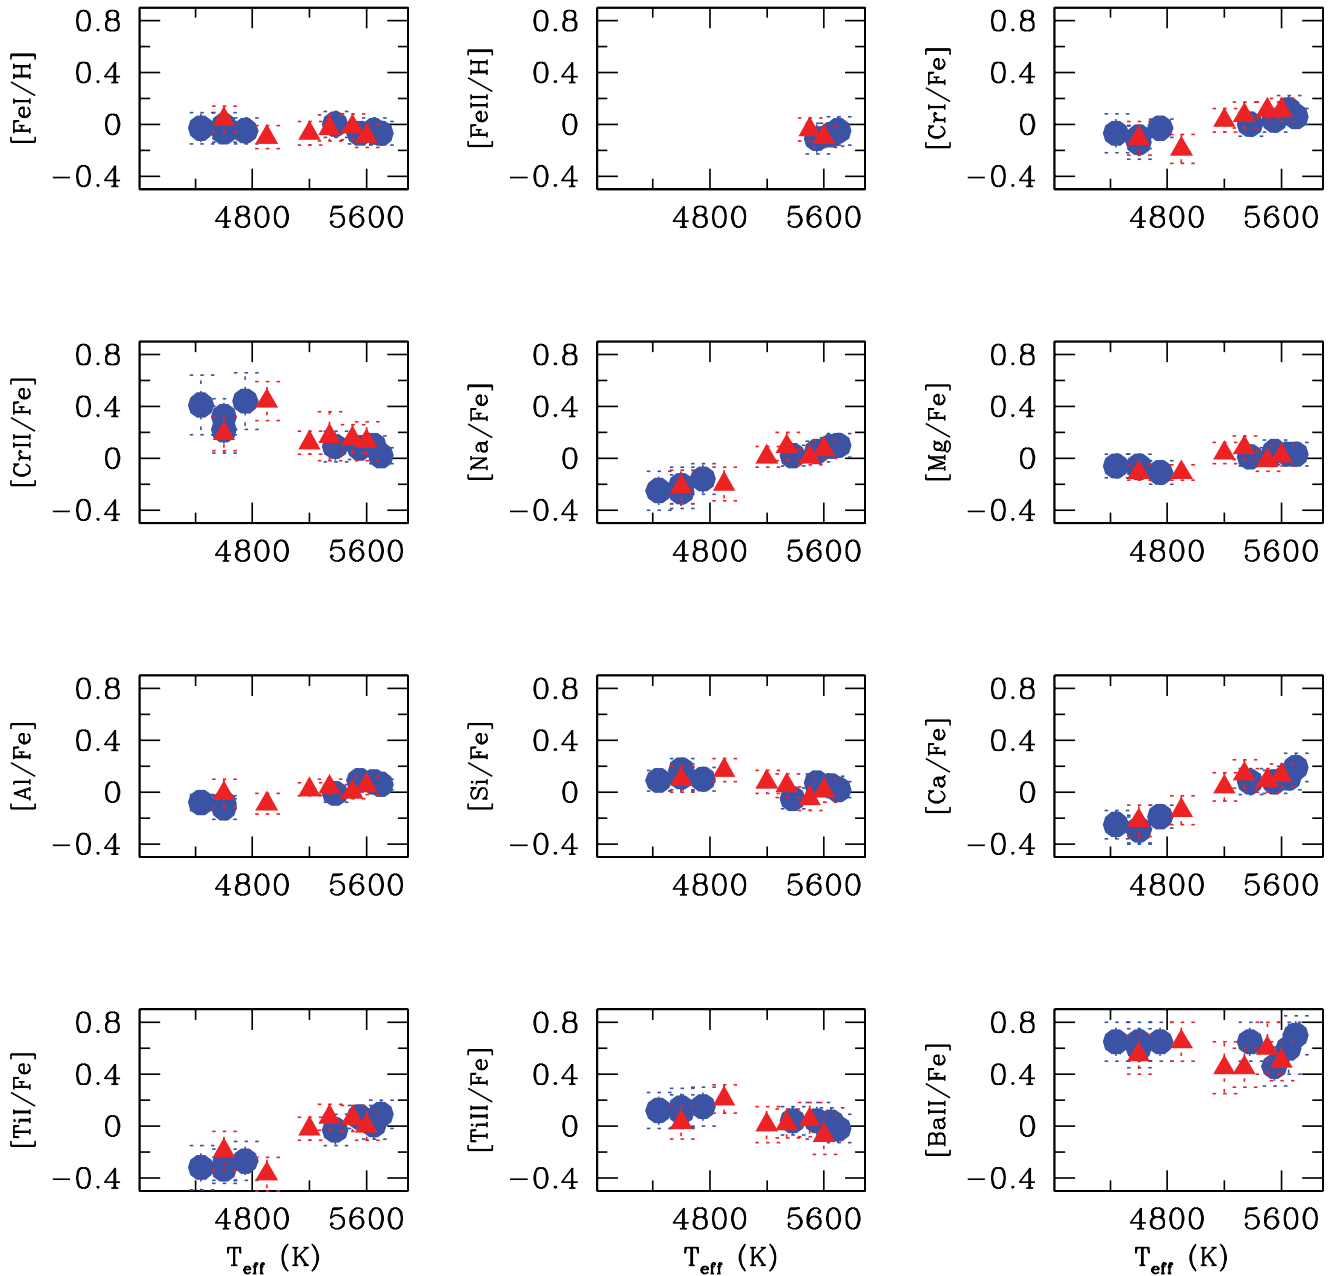 [FeI/H] 0.8 0.4 0 −0.4 4800 5600
[FeII/H] 0.8 0.4 0 −0.4 4800 5600
[CrI/Fe] 0.8 0.4 0 −0.4 4800 5600
[CrII/Fe] 0.8 0.4 0 −0.4 4800 5600
[Na/Fe] 0.8 0.4 0 −0.4 4800 5600
[Mg/Fe] 0.8 0.4 0 −0.4 4800 5600
[Al/Fe] 0.8 0.4 0 −0.4 4800 5600
[Si/Fe] 0.8 0.4 0 −0.4 4800 5600
[Ca/Fe] 0.8 0.4 0 −0.4 4800 5600
[TiI/Fe] 0.8 0.4 0 −0.4 4800 5600
T_eff (K)
[TiII/Fe] 0.8 0.4 0 −0.4 4800 5600
T_eff (K)
[BaII/Fe] 0.8 0.4 0 −0.4 4800 5600
T_eff (K)